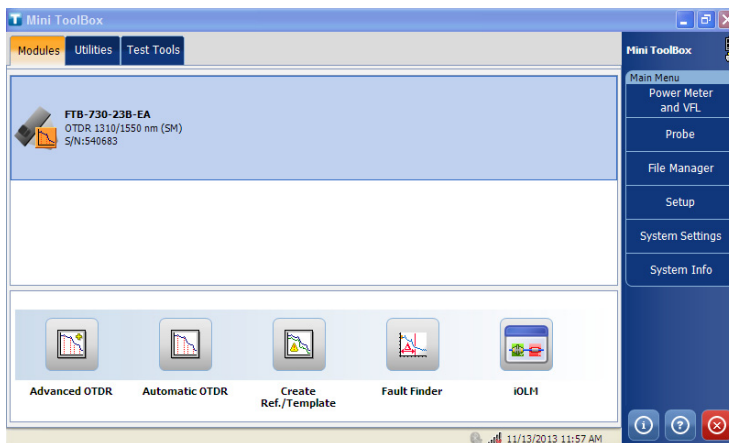 Mini ToolBox
Modules
Utilities
Test Tools
FTB-730-23B-EA
OTDR 1310/1550 nm (SM)
S/N:540683
Advanced OTDR
Automatic OTDR
Create
Ref./Template
Fault Finder
iOLM
11/13/2013 11:57 AM
Mini ToolBox
Main Menu
Power Meter
and VFL
Probe
File Manager
Setup
System Settings
System Info